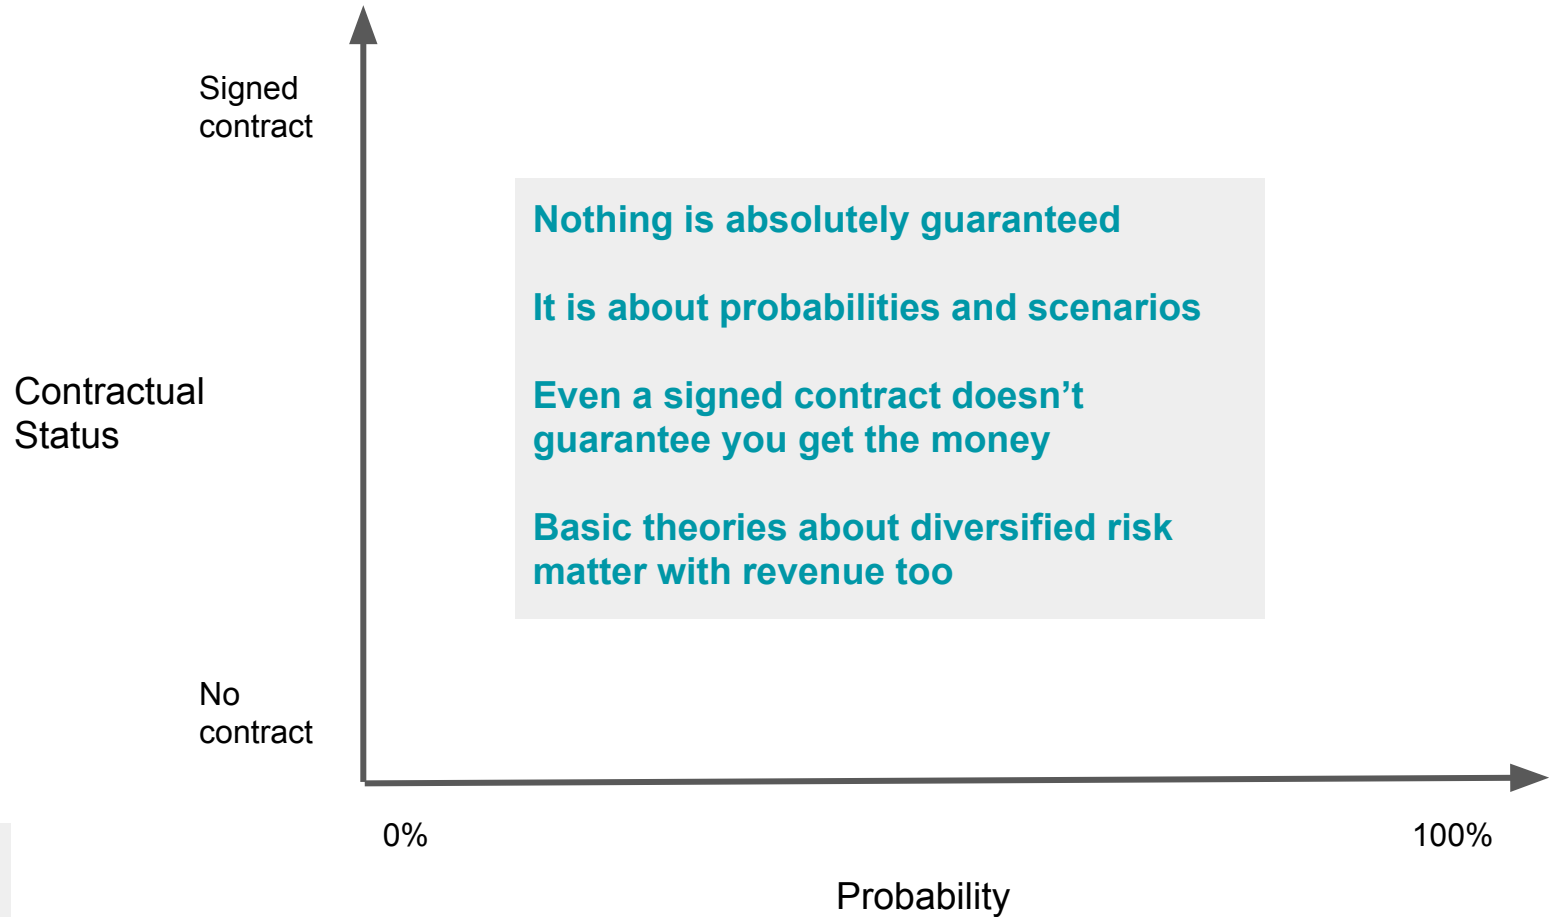 Signed
contract
Nothing is absolutely guaranteed
It is about probabilities and scenarios
Even a signed contract doesn’t
guarantee you get the money
Basic theories about diversified risk
matter with revenue too
Contractual
Status
No
contract
0%
100%
Probability